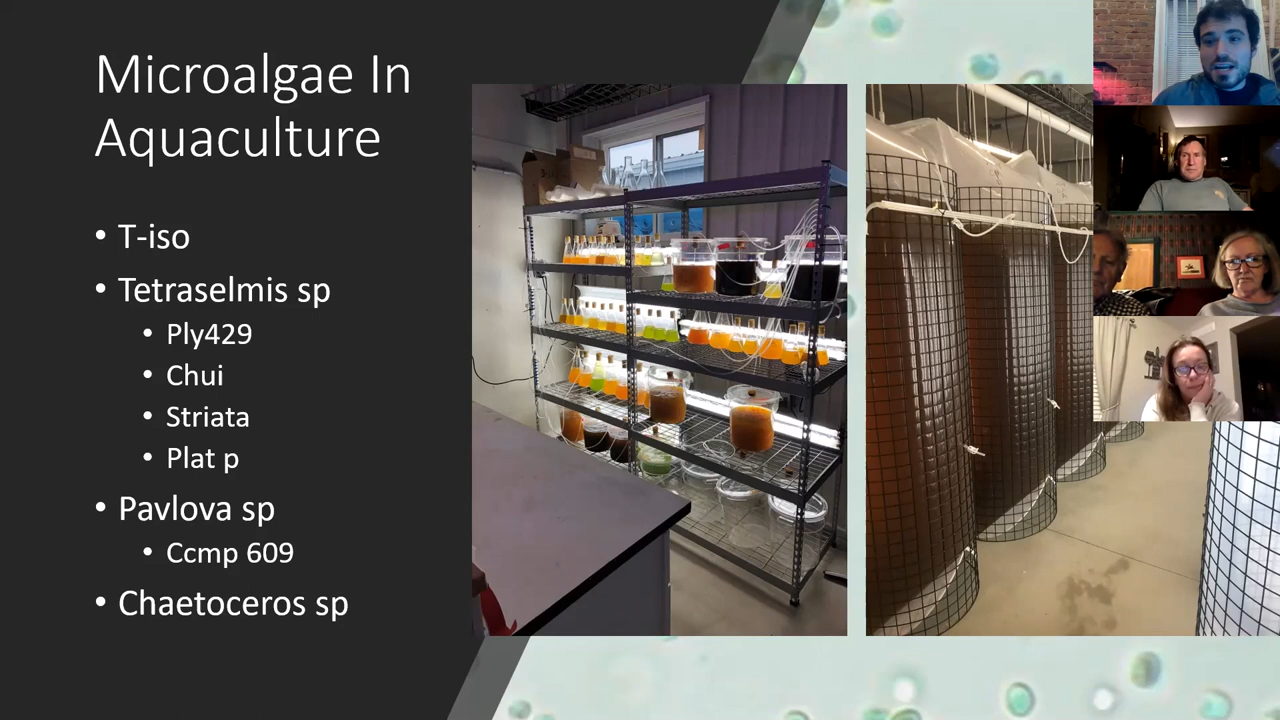 Microalgae In
Aquaculture
• T-iso
• Tetraselmis sp
• Ply429
• Chui
• Striata
• Plat p
• Pavlova sp
• Ccmp 609
• Chaetoceros sp